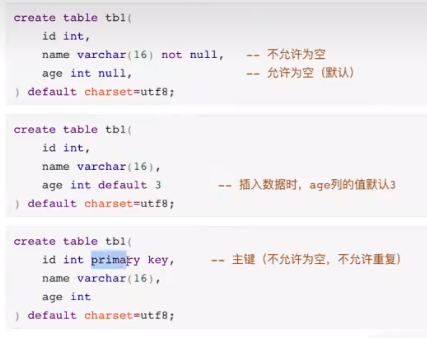 create table tbl(
id int,
name varchar(16) not null, -- 不允许为空
age int null, -- 允许为空（默认）
) default charset=utf8;
create table tbl(
id int,
name varchar(16),
age int default 3 -- 插入数据时，age列的值默认3
) default charset=utf8;
create table tbl(
id int primary key, -- 主键（不允许为空，不允许重复）
name varchar(16),
age int
) default charset=utf8;